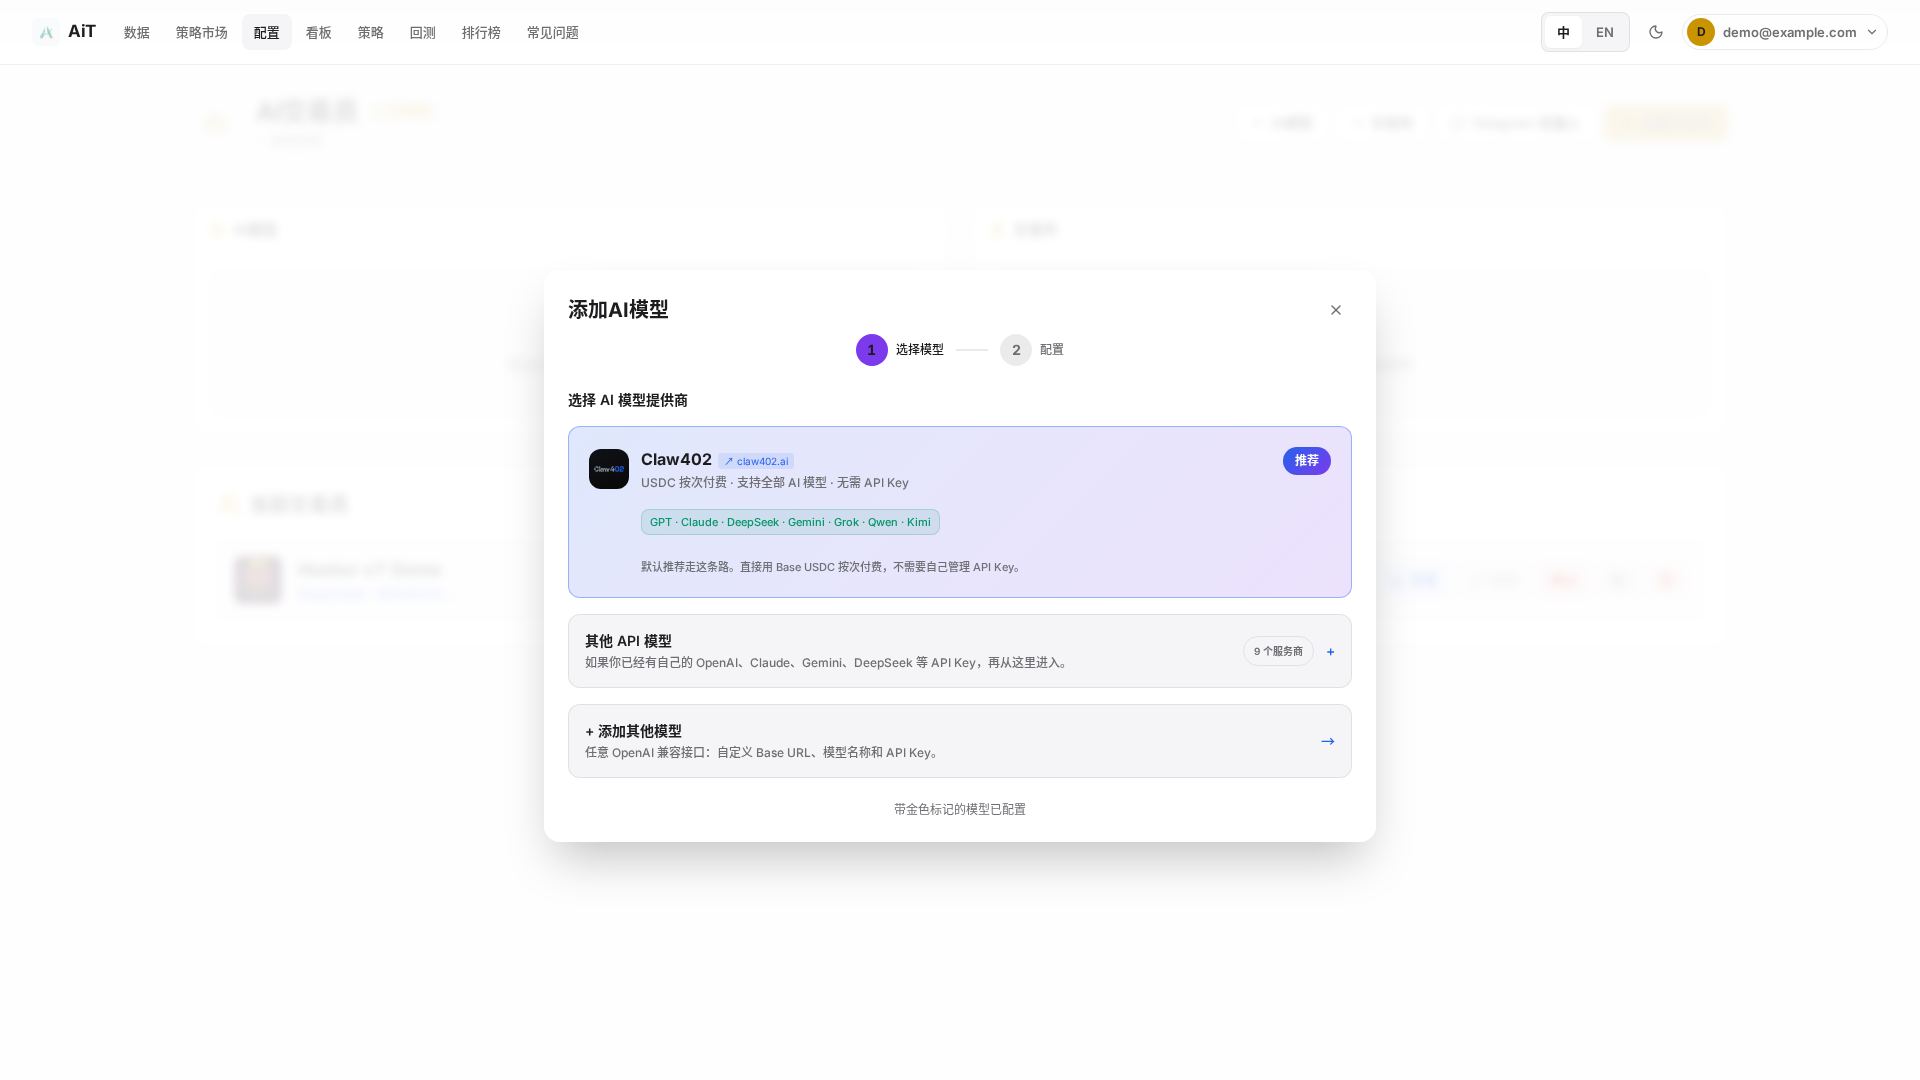 AiT
数据
策略市场
配置
看板
策略
回测
排行榜
常见问题
中
EN
D
demo@example.com
添加AI模型
1
选择模型
2
配置
选择 AI 模型提供商
Claw402
Claw402
↗ claw402.ai
推荐
USDC 按次付费 · 支持全部 AI 模型 · 无需 API Key
GPT · Claude · DeepSeek · Gemini · Grok · Qwen · Kimi
默认推荐走这条路。直接用 Base USDC 按次付费，不需要自己管理 API Key。
其他 API 模型
如果你已经有自己的 OpenAI、Claude、Gemini、DeepSeek 等 API Key，再从这里进入。
9 个服务商
+
+ 添加其他模型
任意 OpenAI 兼容接口：自定义 Base URL、模型名称和 API Key。
→
带金色标记的模型已配置